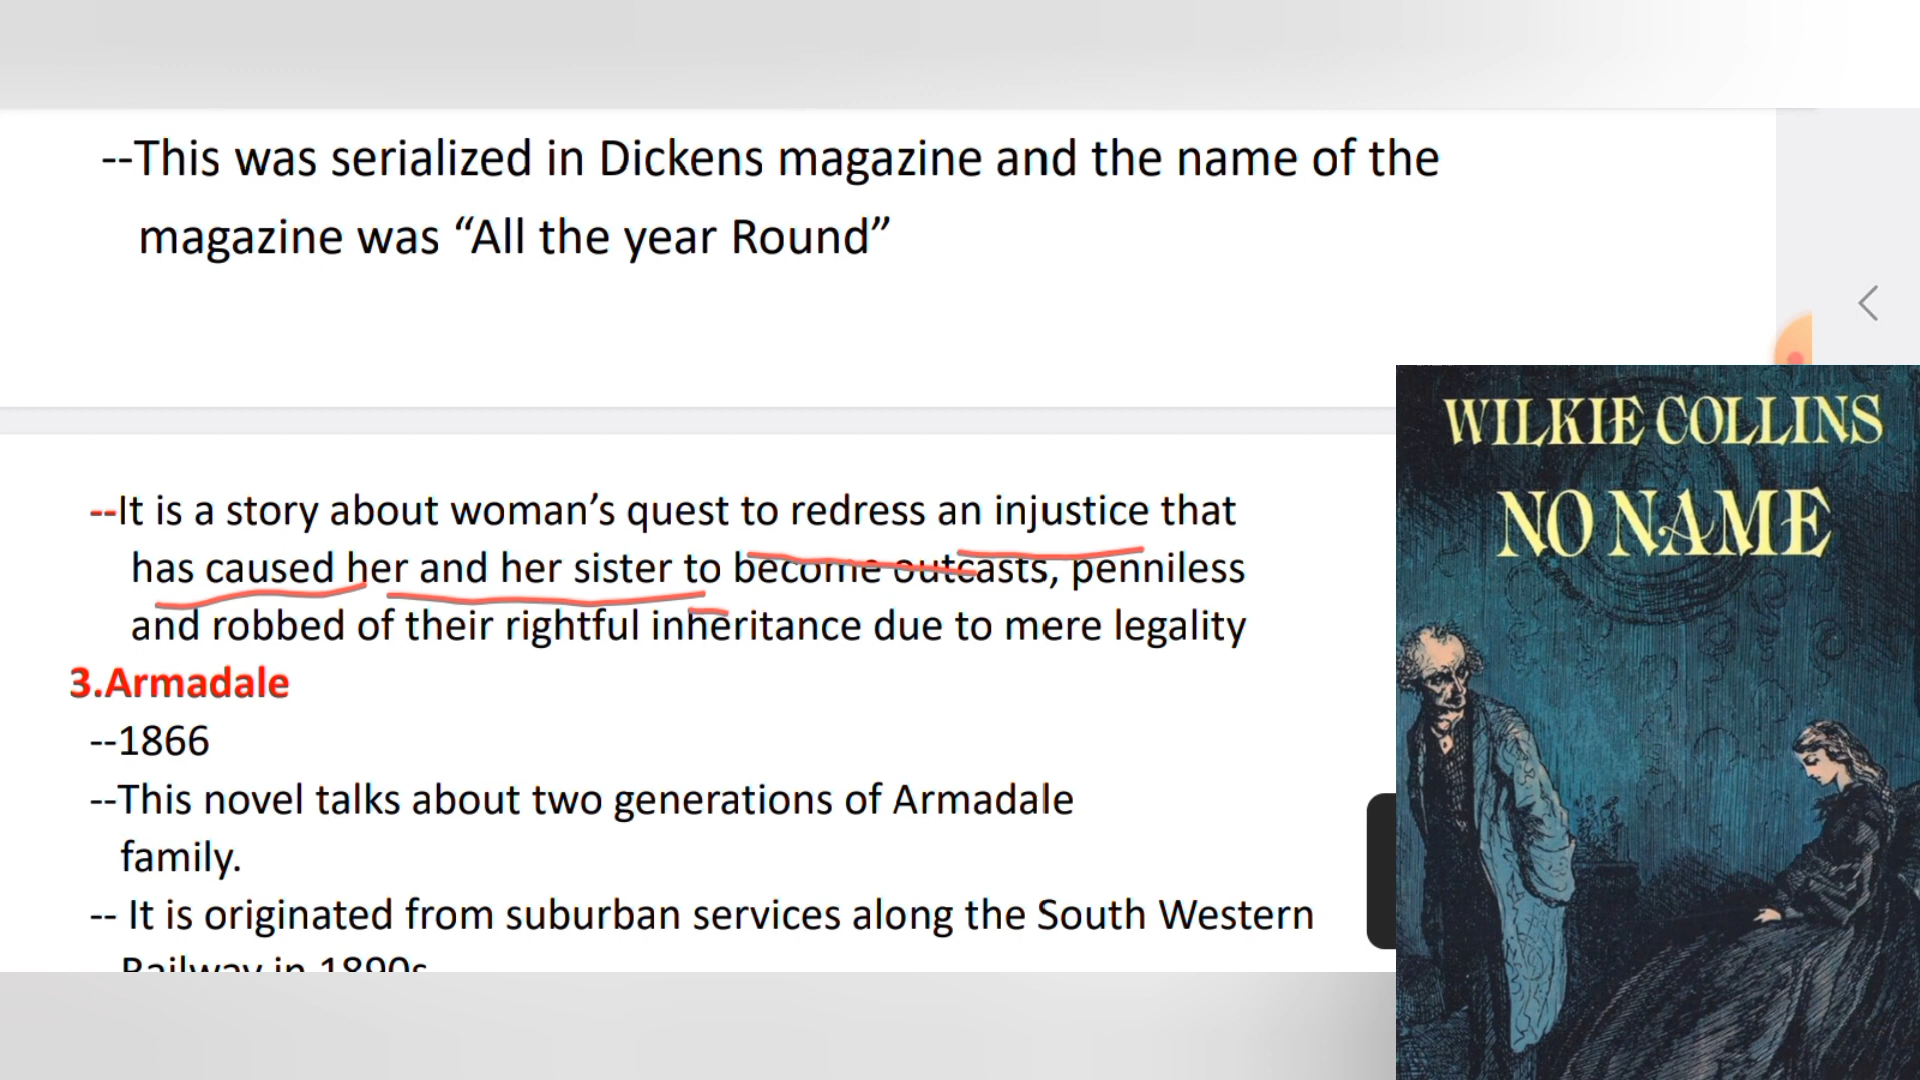 --This was serialized in Dickens magazine and the name of the
magazine was “All the year Round”
--It is a story about woman’s quest to redress an injustice that
has caused her and her sister to become outcasts, penniless
and robbed of their rightful inheritance due to mere legality
3.Armadale
--1866
--This novel talks about two generations of Armadale
family.
-- It is originated from suburban services along the South Western
Railway in 1890s
WILKIE COLLINS
NO NAME